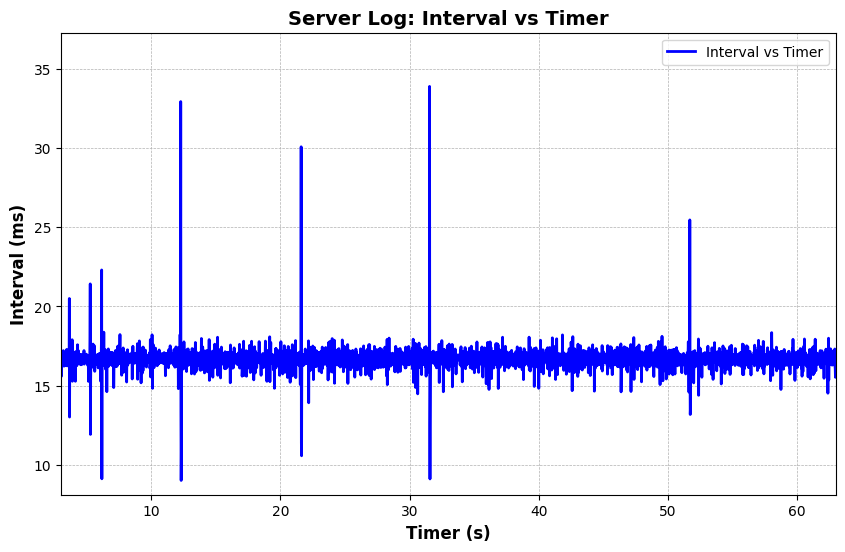 Server Log: Interval vs Timer
Interval vs Timer
35
30
25
20
15
10
Interval (ms)
10 20 30 40 50 60
Timer (s)